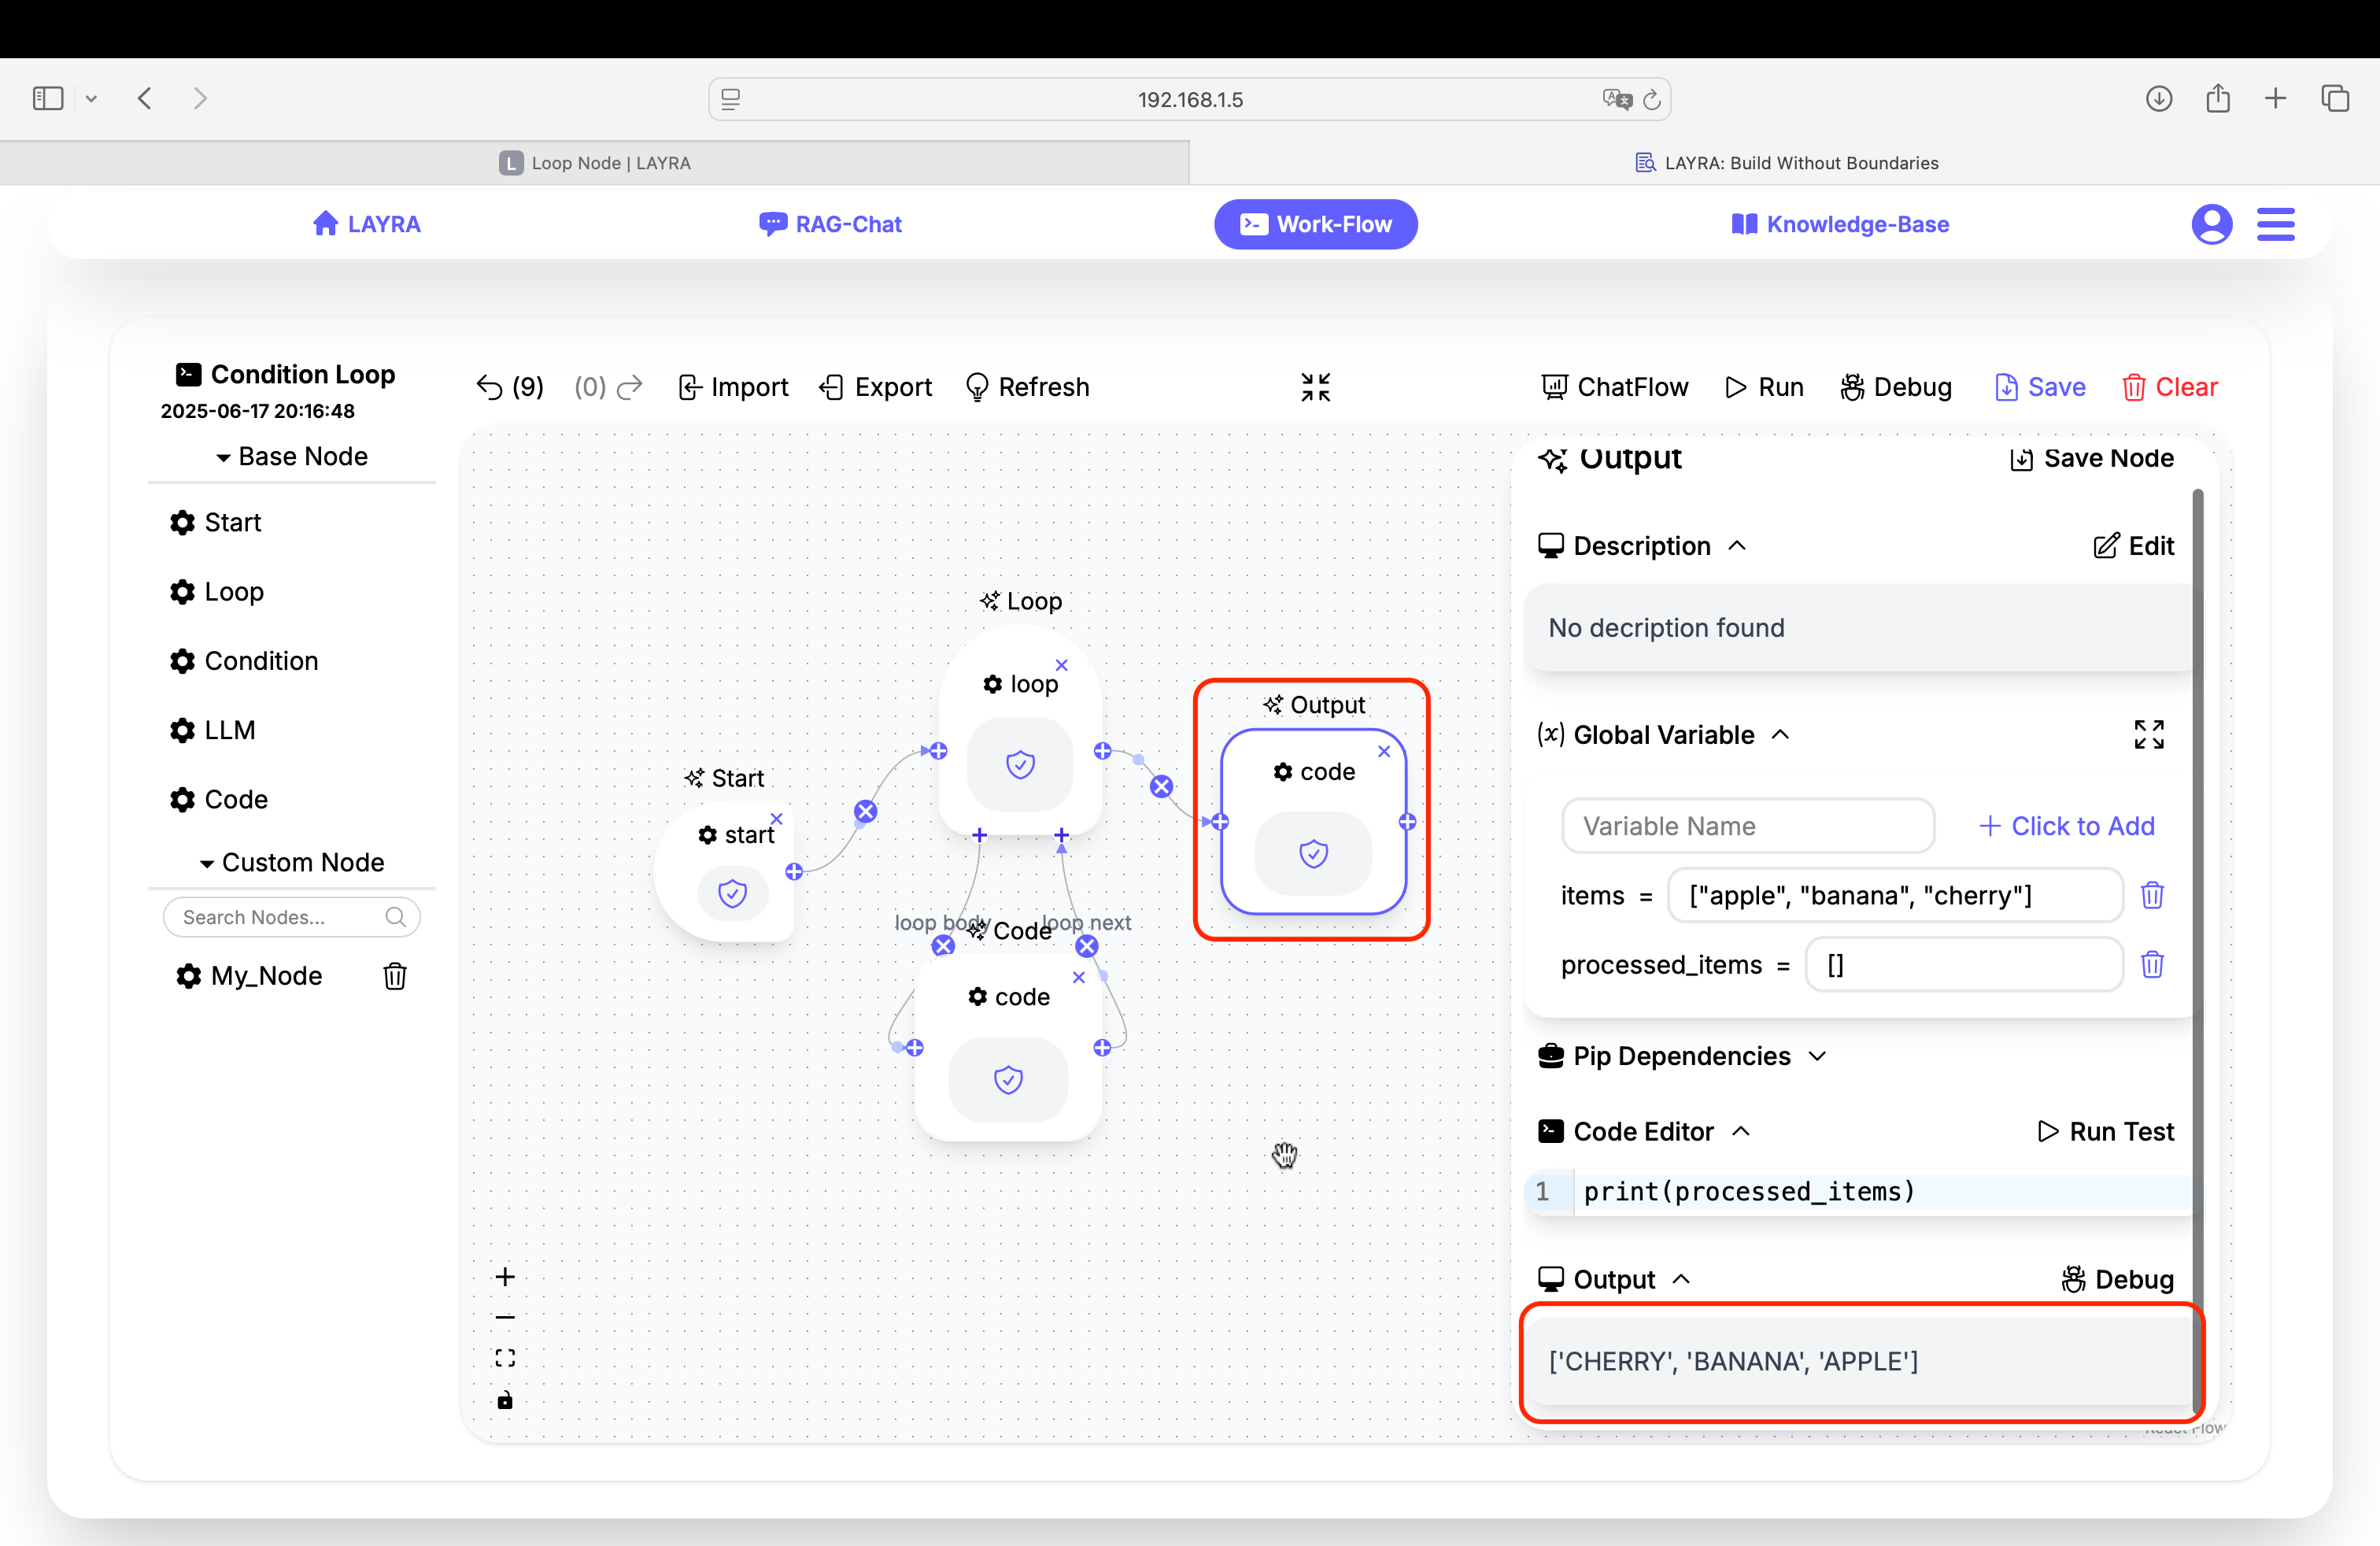 192.168.1.5
L Loop Node | LAYRA
LAYRA: Build Without Boundaries
LAYRA
RAG-Chat
Work-Flow
Knowledge-Base
Condition Loop
2025-06-17 20:16:48
(9)
(0)
Import
Export
Refresh
ChatFlow
Run
Debug
Save
Clear
Base Node
Start
Loop
Condition
LLM
Code
Custom Node
Search Nodes...
My_Node
Start
start
Loop
loop
loop body
loop next
Code
code
Output
code
Output
Save Node
Description
Edit
No decription found
(x) Global Variable
Variable Name
+ Click to Add
items = ["apple", "banana", "cherry"]
processed_items = []
Pip Dependencies
Code Editor
Run Test
1 print(processed_items)
Output
Debug
['CHERRY', 'BANANA', 'APPLE']
React Flow